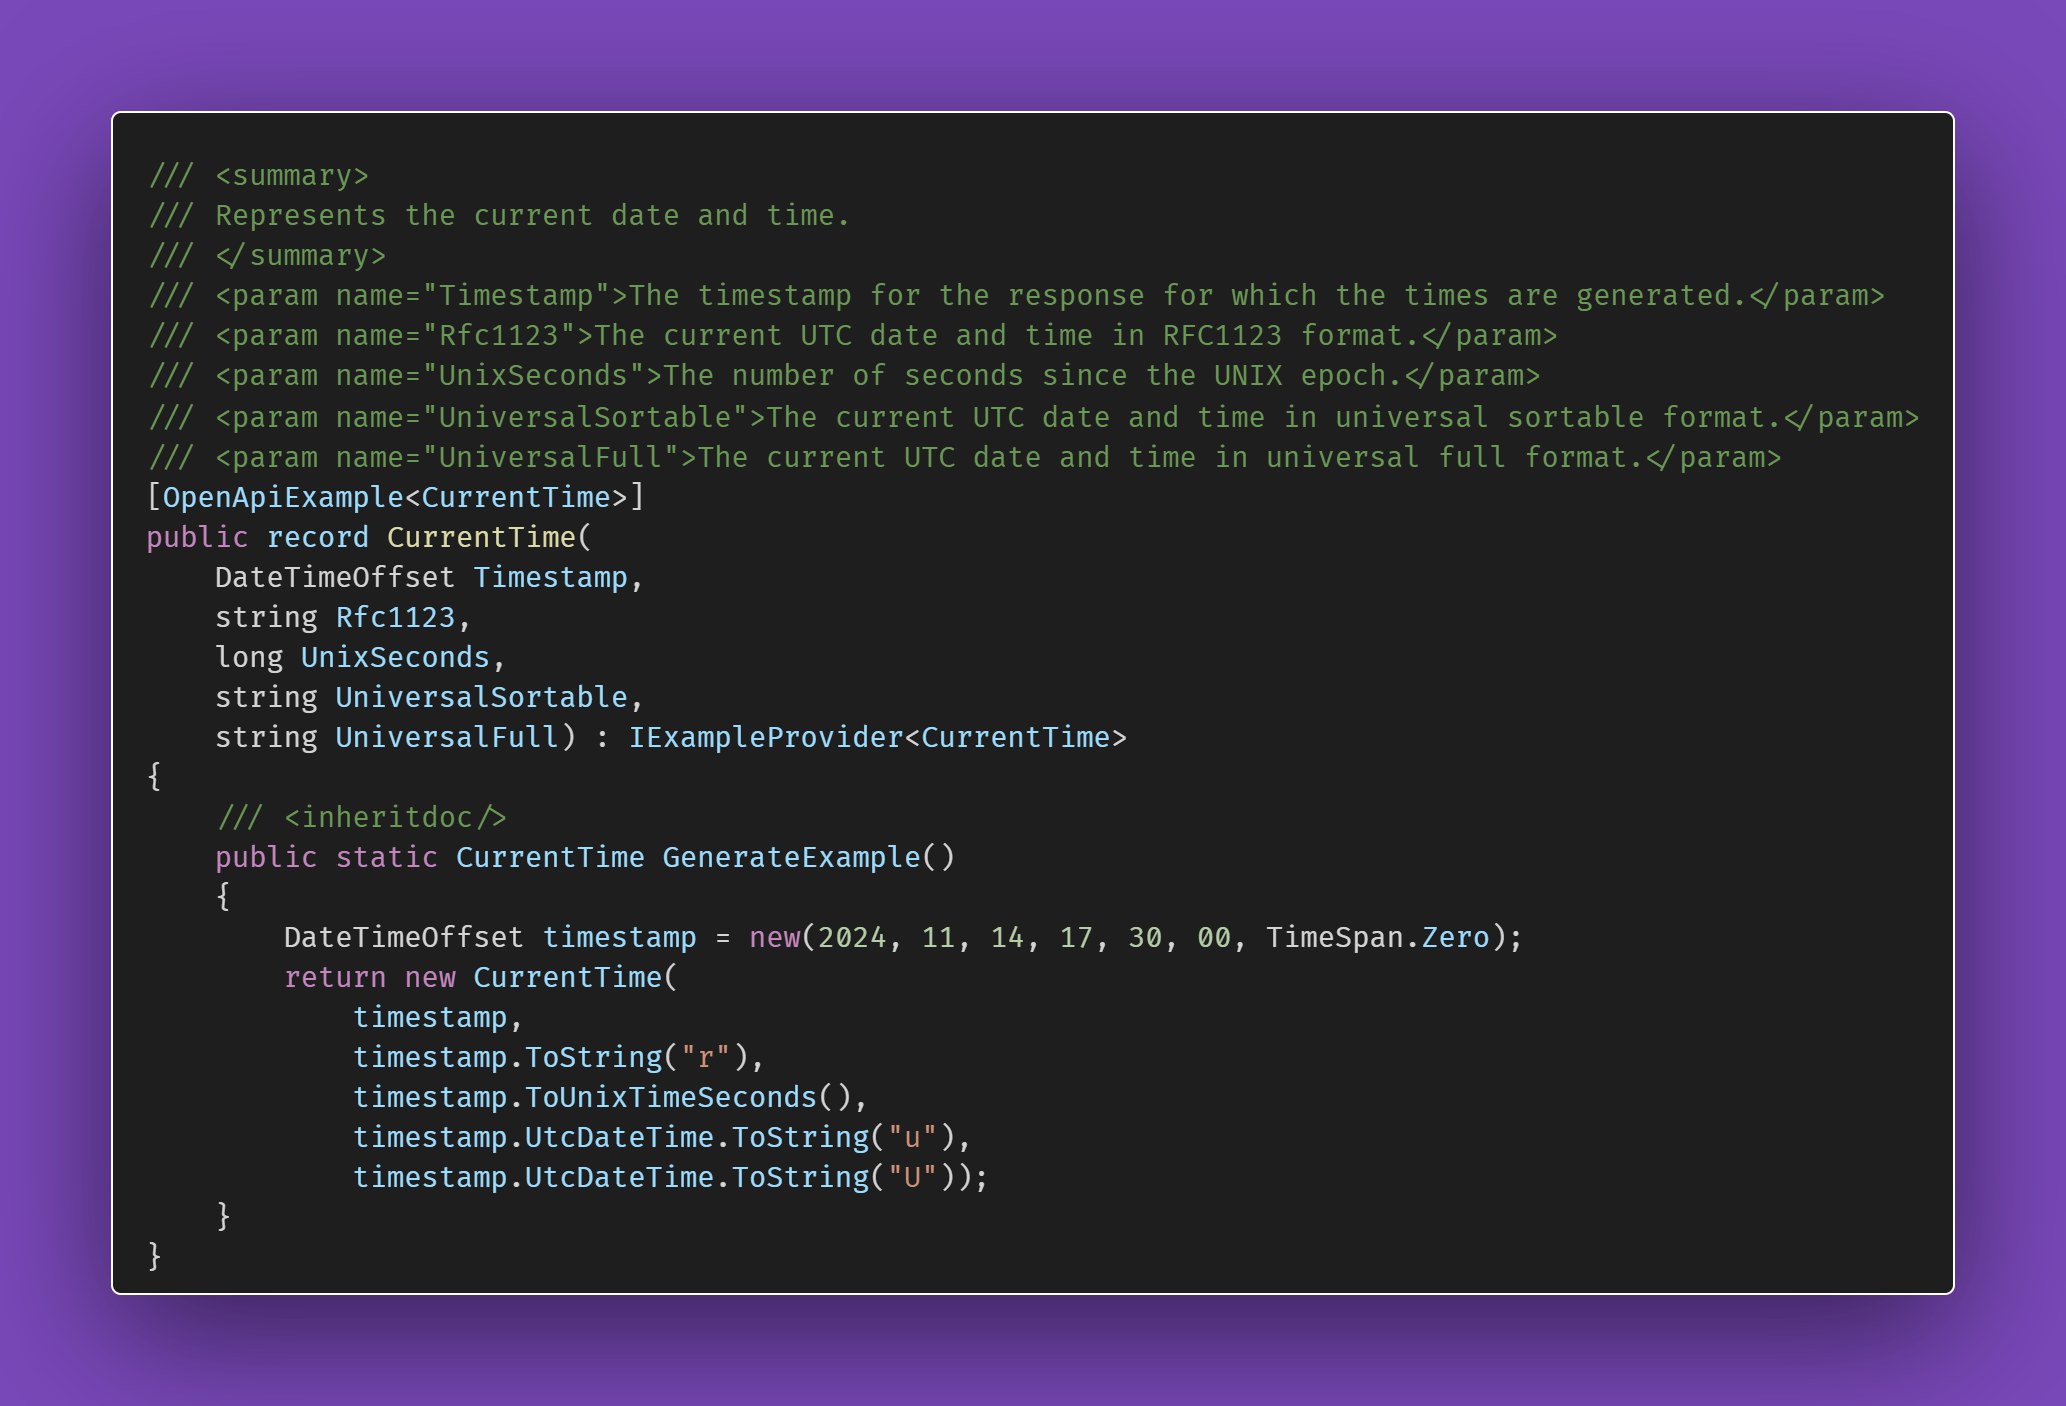 /// <summary>
/// Represents the current date and time.
/// </summary>
/// <param name="Timestamp">The timestamp for the response for which the times are generated.</param>
/// <param name="Rfc1123">The current UTC date and time in RFC1123 format.</param>
/// <param name="UnixSeconds">The number of seconds since the UNIX epoch.</param>
/// <param name="UniversalSortable">The current UTC date and time in universal sortable format.</param>
/// <param name="UniversalFull">The current UTC date and time in universal full format.</param>
[OpenApiExample<CurrentTime>]
public record CurrentTime(
    DateTimeOffset Timestamp,
    string Rfc1123,
    long UnixSeconds,
    string UniversalSortable,
    string UniversalFull) : IExampleProvider<CurrentTime>
{
    /// <inheritdoc/>
    public static CurrentTime GenerateExample()
    {
        DateTimeOffset timestamp = new(2024, 11, 14, 17, 30, 00, TimeSpan.Zero);
        return new CurrentTime(
            timestamp,
            timestamp.ToString("r"),
            timestamp.ToUnixTimeSeconds(),
            timestamp.UtcDateTime.ToString("u"),
            timestamp.UtcDateTime.ToString("U"));
    }
}